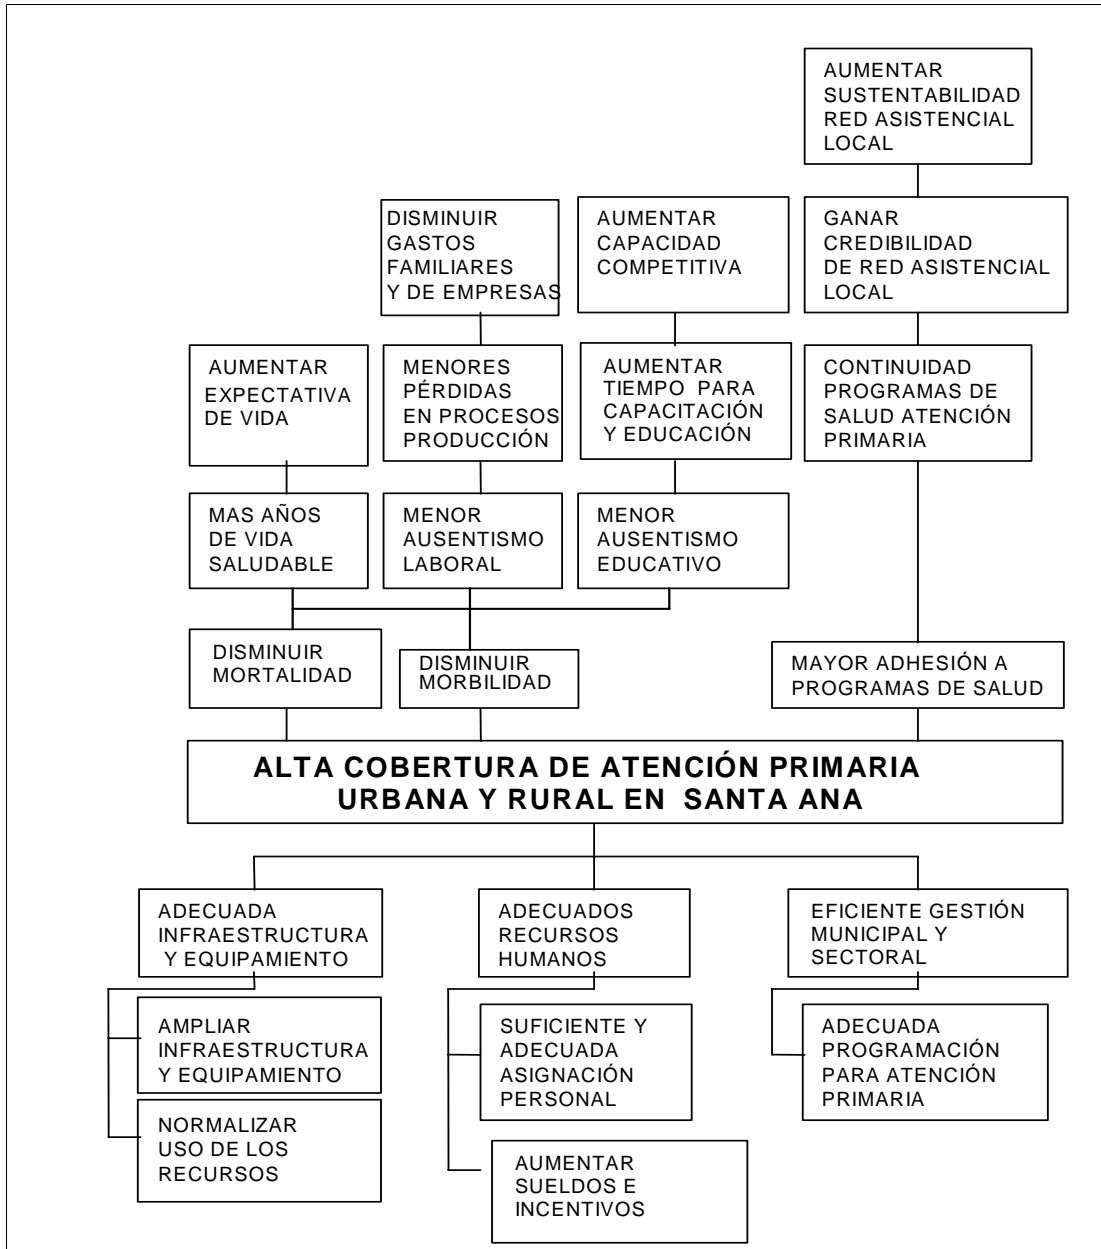 AUMENTAR
SUSTENTABILIDAD
RED ASISTENCIAL
LOCAL
DISMINUIR
GASTOS
FAMILIARES
Y DE EMPRESAS
AUMENTAR
CAPACIDAD
COMPETITIVA
GANAR
CREDIBILIDAD
DE RED ASISTENCIAL
LOCAL
AUMENTAR
EXPECTATIVA
DE VIDA
MENORES
PÉRDIDAS
EN PROCESOS
PRODUCCIÓN
AUMENTAR
TIEMPO PARA
CAPACITACIÓN
Y EDUCACIÓN
CONTINUIDAD
PROGRAMAS DE
SALUD ATENCIÓN
PRIMARIA
MAS AÑOS
DE VIDA
SALUDABLE
MENOR
AUSENTISMO
LABORAL
MENOR
AUSENTISMO
EDUCATIVO
DISMINUIR
MORTALIDAD
DISMINUIR
MORBILIDAD
MAYOR ADHESIÓN A
PROGRAMAS DE SALUD
ALTA COBERTURA DE ATENCIÓN PRIMARIA
URBANA Y RURAL EN SANTA ANA
ADECUADA
INFRAESTRUCTURA
Y EQUIPAMIENTO
ADECUADOS
RECURSOS
HUMANOS
EFICIENTE GESTIÓN
MUNICIPAL Y
SECTORAL
AMPLIAR
INFRAESTRUCTURA
Y EQUIPAMIENTO
SUFICIENTE Y
ADECUADA
ASIGNACIÓN
PERSONAL
ADECUADA
PROGRAMACIÓN
PARA ATENCIÓN
PRIMARIA
NORMALIZAR
USO DE LOS
RECURSOS
AUMENTAR
SUELDOS E
INCENTIVOS